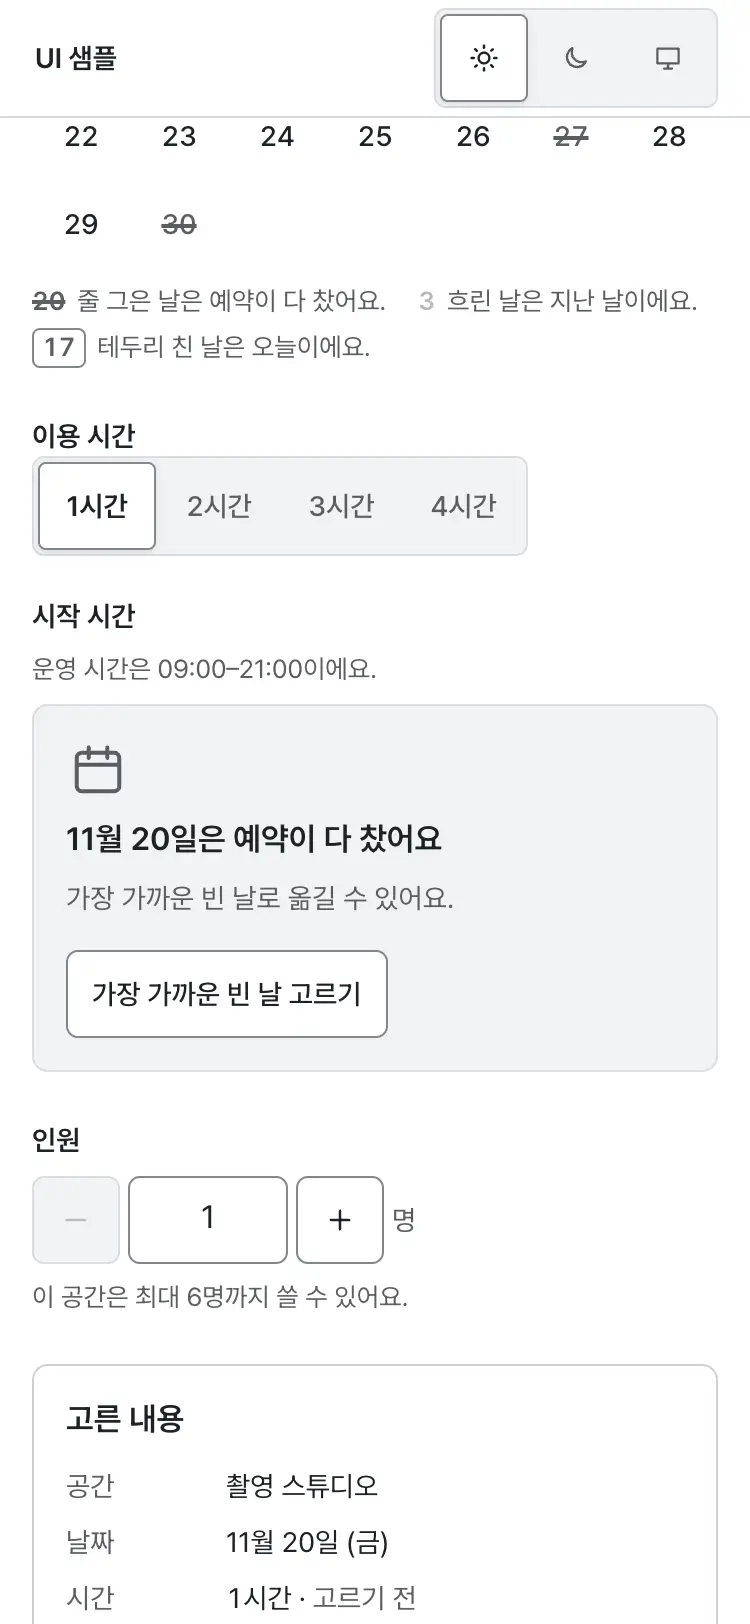 UI 샘플
22 23 24 25 26 27 28
29 30
20 줄 그은 날은 예약이 다 찼어요. 3 흐린 날은 지난 날이에요.
17 테두리 친 날은 오늘이에요.
이용 시간
1시간 2시간 3시간 4시간
시작 시간
운영 시간은 09:00–21:00이에요.
11월 20일은 예약이 다 찼어요
가장 가까운 빈 날로 옮길 수 있어요.
가장 가까운 빈 날 고르기
인원
− 1 + 명
이 공간은 최대 6명까지 쓸 수 있어요.
고른 내용
공간 촬영 스튜디오
날짜 11월 20일 (금)
시간 1시간 · 고르기 전